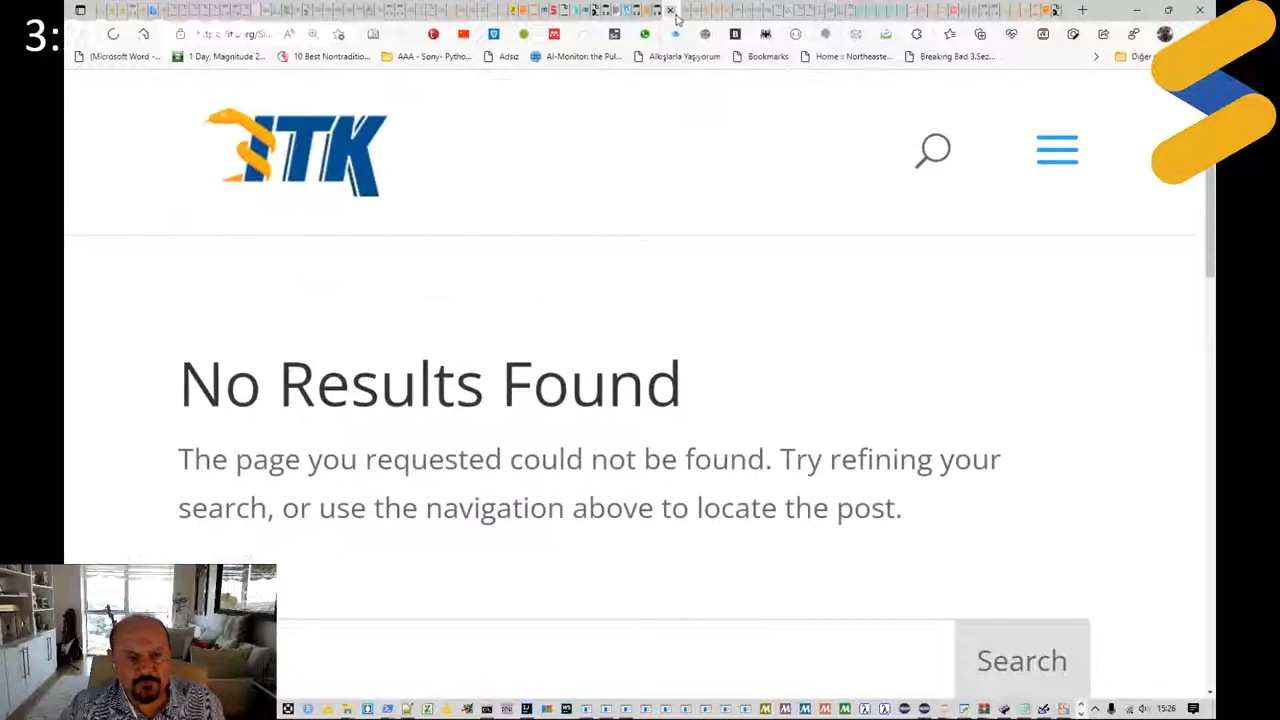 3:
(Microsoft Word -...
1 Day, Magnitude 2...
10 Best Nontraditio...
AAA - Sony- Pytho...
Adsız
Al-Monitor: the Pul...
Alkışlarla Yaşıyorum
Bookmarks
Home :: Northeaste...
Breaking Bad 3.Sez...
Diğer
ITK
No Results Found
The page you requested could not be found. Try refining your
search, or use the navigation above to locate the post.
Search
15:26